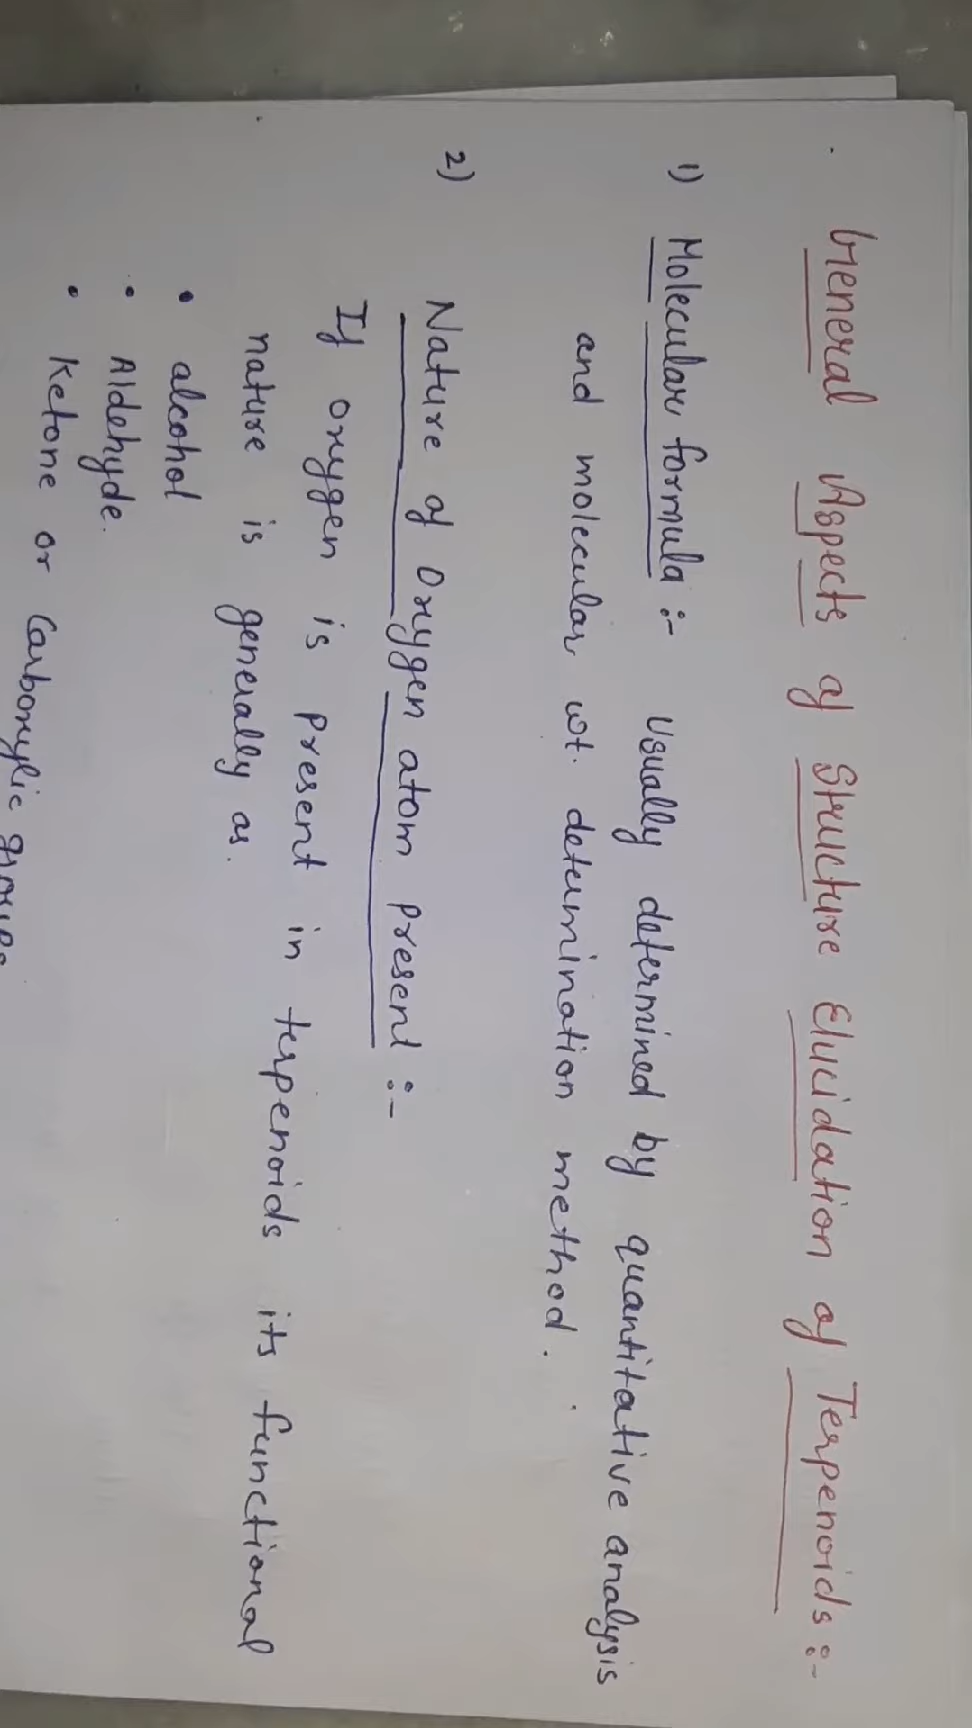 General Aspects of Structure Elucidation of Terpenoids :-
1) Molecular formula :- Usually determined by quantitative analysis
and molecular wt. determination method.
2) Nature of Oxygen atom present :-
If oxygen is present in terpenoids its functional
nature is generally as.
• alcohol
• Aldehyde.
• Ketone or Carboxylic groups